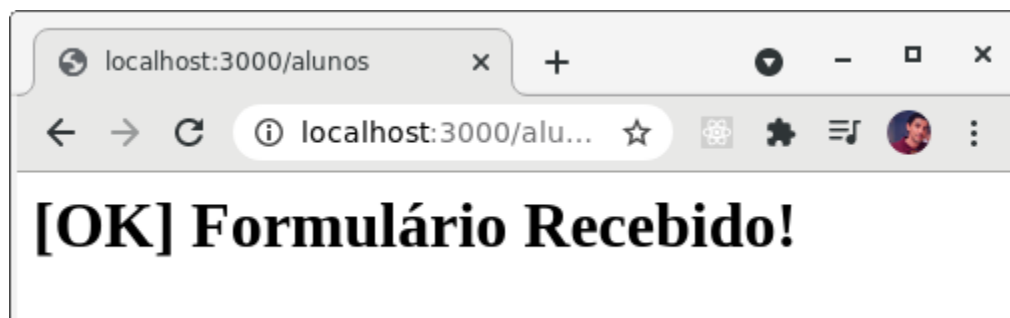 localhost:3000/alunos
localhost:3000/alu...
[OK] Formulário Recebido!